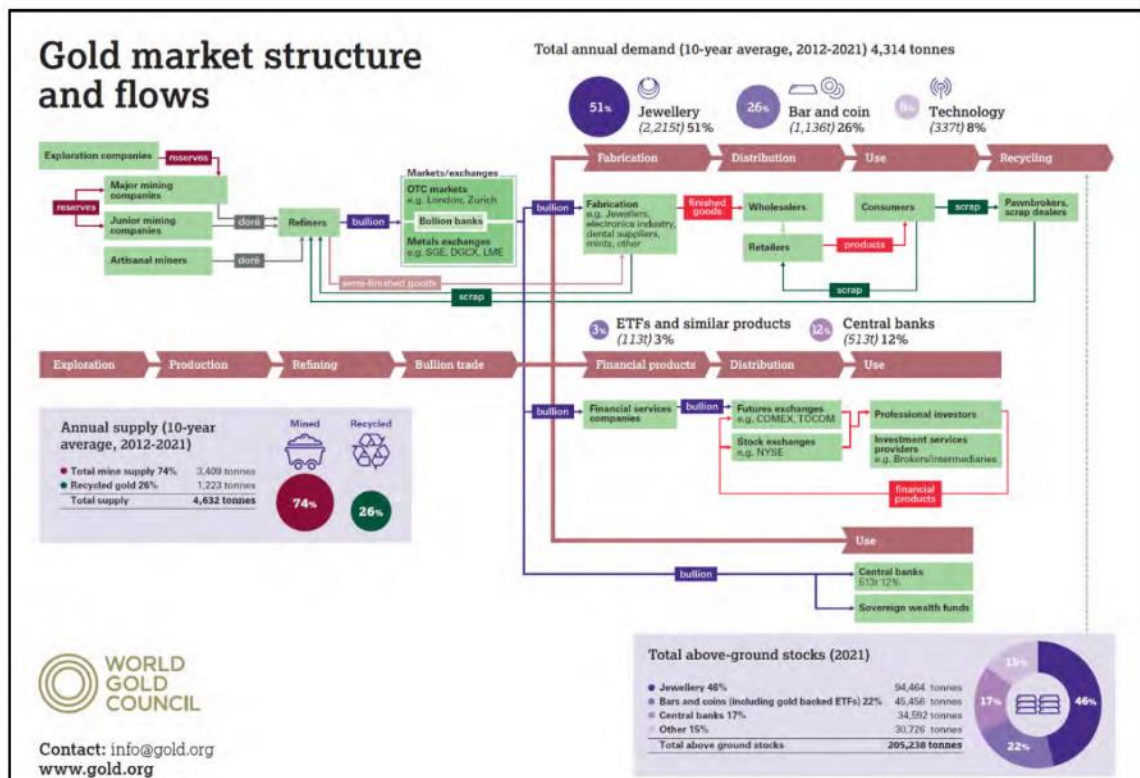 Gold market structure
and flows
Total annual demand (10-year average, 2012-2021) 4,314 tonnes
51%
Jewellery
(2,215t) 51%
26%
Bar and coin
(1,136t) 26%
8%
Technology
(337t) 8%
Fabrication
Distribution
Use
Recycling
Exploration companies
reserves
Major mining
companies
reserves
Junior mining
companies
doré
Artisanal miners
doré
Refiners
bullion
Markets/exchanges
OTC markets
e.g. London, Zurich
Bullion banks
Metals exchanges
e.g. SGE, DGCX, LME
bullion
Fabrication
e.g. Jewellers,
electronics industry,
dental suppliers,
mints, other
finished
goods
Wholesalers
Retailers
products
Consumers
scrap
Pawnbrokers,
scrap dealers
semi-finished goods
scrap
scrap
3%
ETFs and similar products
(113t) 3%
12%
Central banks
(513t) 12%
Exploration
Production
Refining
Bullion trade
Financial products
Distribution
Use
bullion
Financial services
companies
bullion
Futures exchanges
e.g. COMEX, TOCOM
Stock exchanges
e.g. NYSE
Professional investors
Investment services
providers
e.g. Brokers/intermediaries
financial
products
Annual supply (10-year
average, 2012-2021)
Total mine supply 74% 3,409 tonnes
Recycled gold 26% 1,223 tonnes
Total supply 4,632 tonnes
Mined
74%
Recycled
26%
Use
bullion
Central banks
513t 12%
Sovereign wealth funds
Total above-ground stocks (2021)
Jewellery 46% 94,464 tonnes
Bars and coins (including gold backed ETFs) 22% 45,456 tonnes
Central banks 17% 34,592 tonnes
Other 15% 30,726 tonnes
Total above ground stocks 205,238 tonnes
15%
17%
46%
22%
WORLD
GOLD
COUNCIL
Contact: info@gold.org
www.gold.org